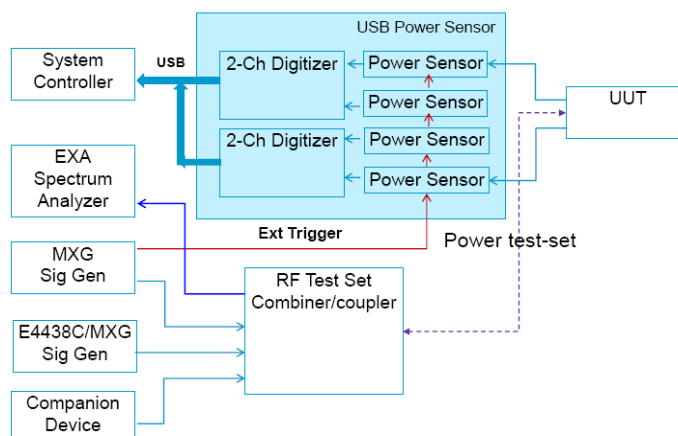 USB Power Sensor
System
Controller
USB
2-Ch Digitizer
Power Sensor
Power Sensor
UUT
2-Ch Digitizer
Power Sensor
Power Sensor
EXA
Spectrum
Analyzer
Ext Trigger
Power test-set
MXG
Sig Gen
RF Test Set
Combiner/coupler
E4438C/MXG
Sig Gen
Companion
Device